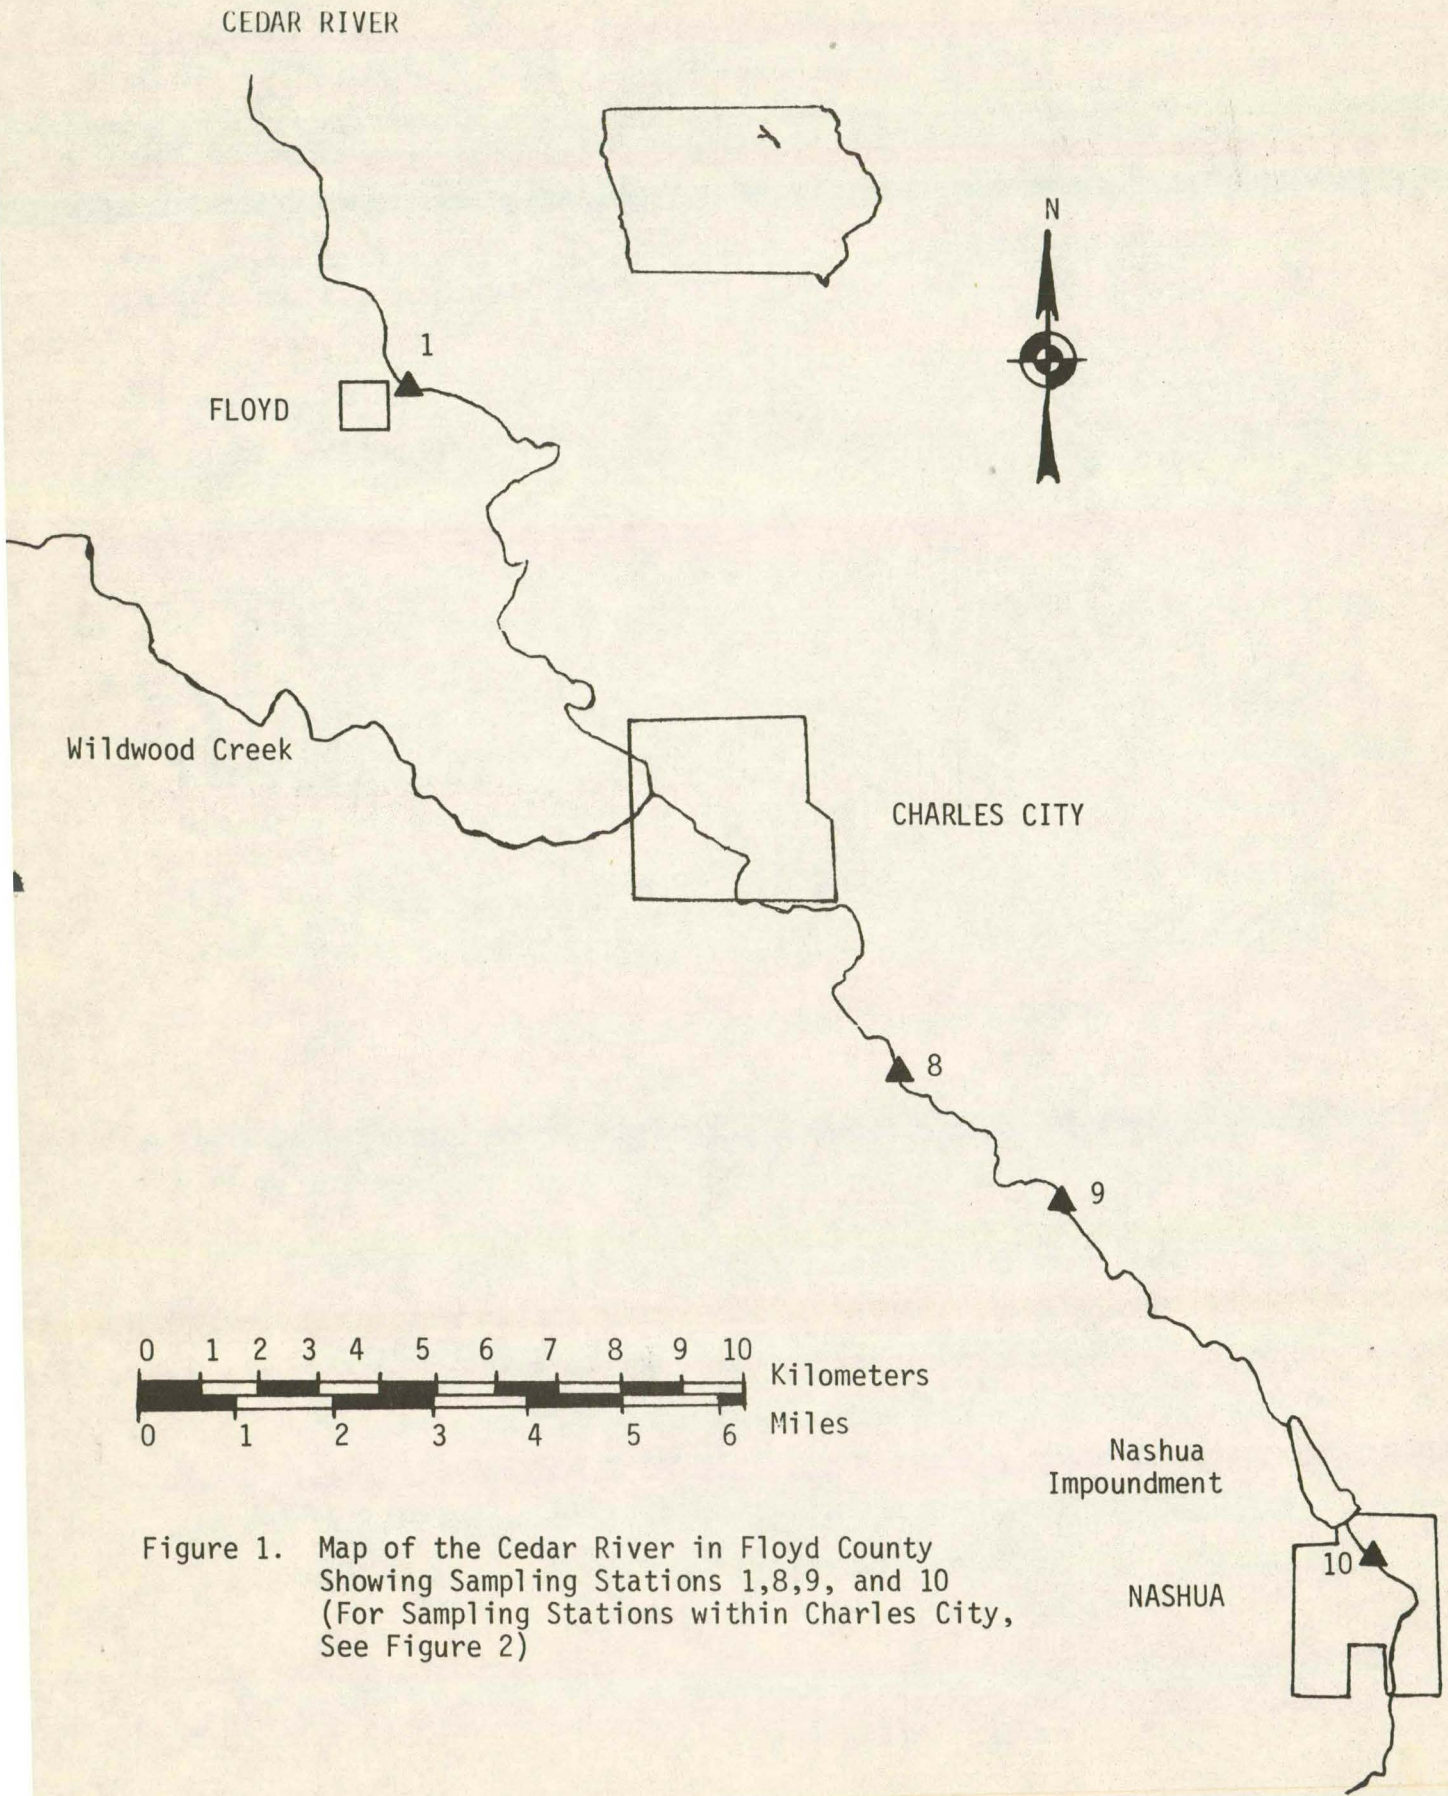 CEDAR RIVER
N
1
FLOYD
Wildwood Creek
CHARLES CITY
8
9
0 1 2 3 4 5 6 7 8 9 10
Kilometers
Miles
0 1 2 3 4 5 6
Nashua
Impoundment
10
NASHUA
Figure 1. Map of the Cedar River in Floyd County
Showing Sampling Stations 1,8,9, and 10
(For Sampling Stations within Charles City,
See Figure 2)